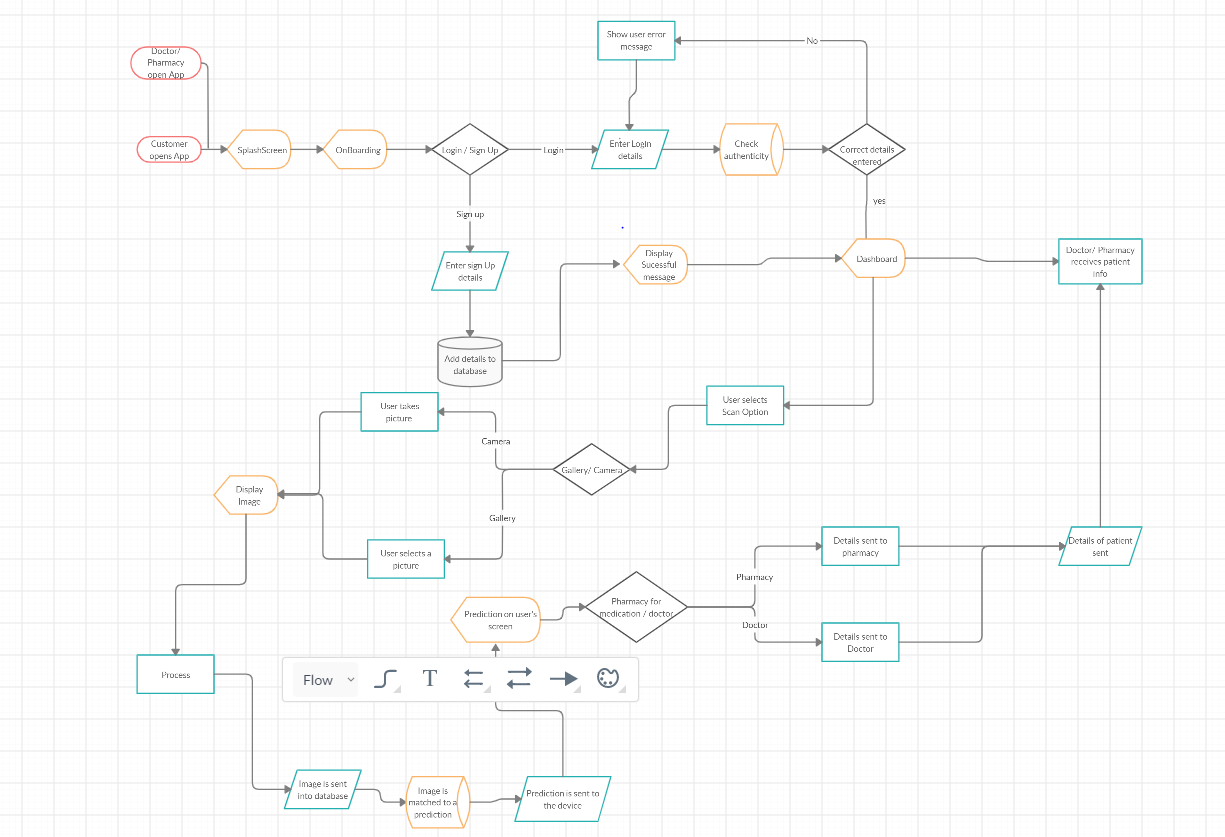 Show user error
message
No
Doctor/
Pharmacy
open App
Customer
opens App
SplashScreen
OnBoarding
Login / Sign Up
Login
Enter Login
details
Check
authenticity
Correct details
entered
yes
Sign up
Enter sign Up
details
Display
Sucessful
message
Dashboard
Doctor/ Pharmacy
receives patient
info
Add details to
database
User takes
picture
User selects
Scan Option
Camera
Gallery/ Camera
Display
Image
Gallery
User selects a
picture
Details sent to
pharmacy
Details of patient
sent
Pharmacy
Prediction on user's
screen
Pharmacy for
medication / doctor
Doctor
Details sent to
Doctor
Process
Flow
T
Image is sent
into database
Image is
matched to a
prediction
Prediction is sent to
the device